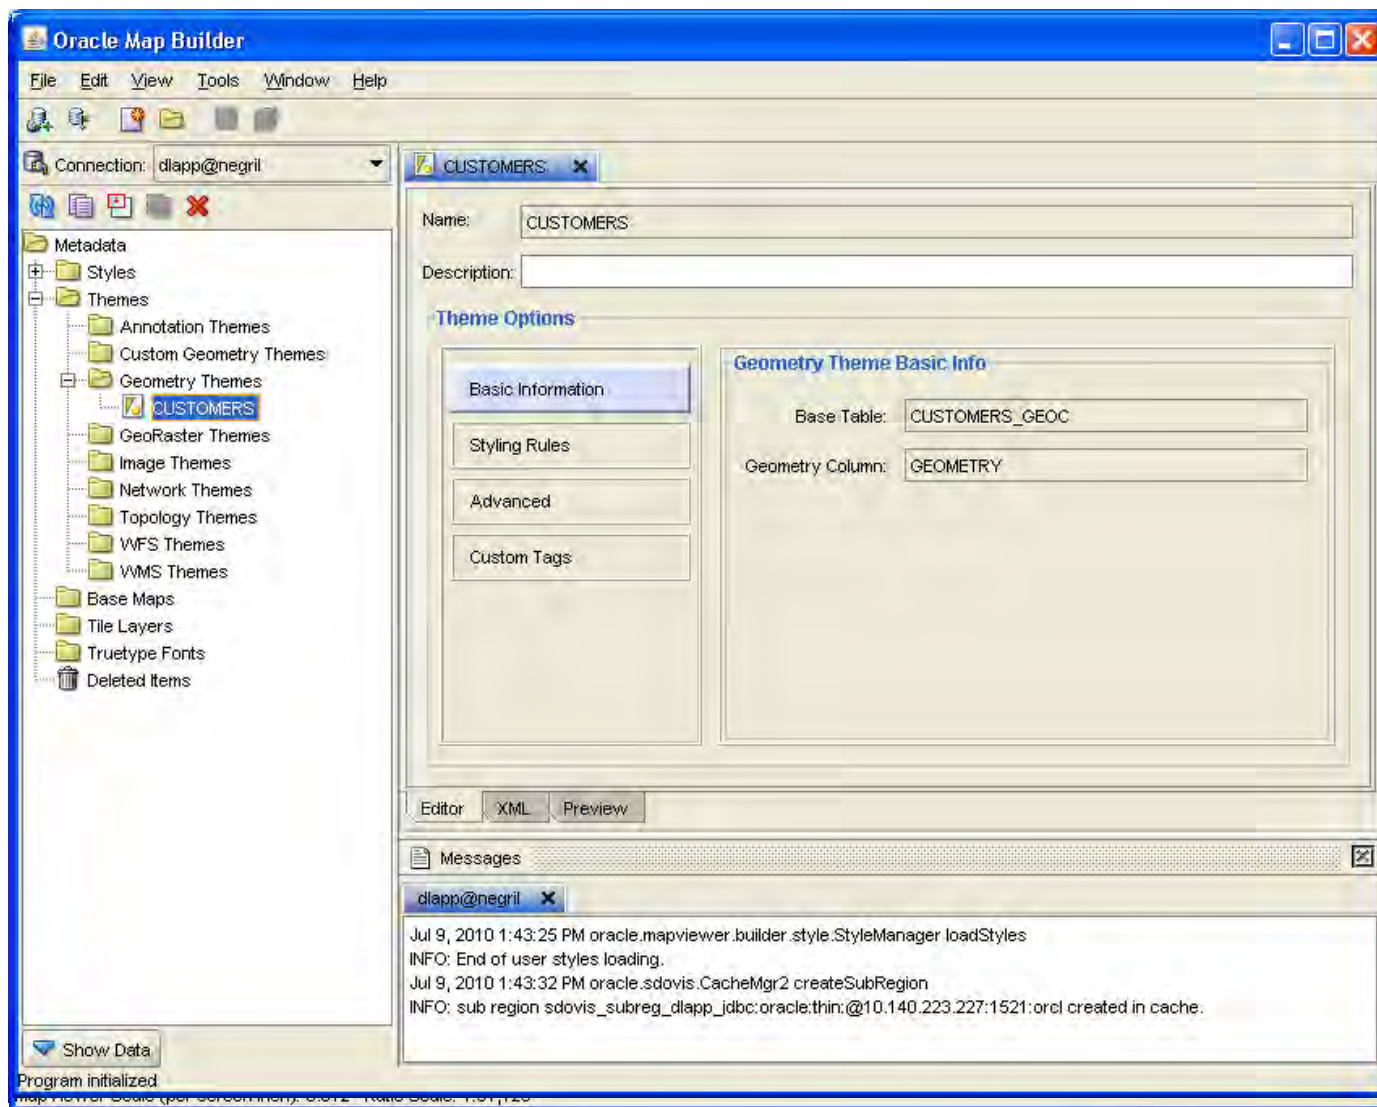 Oracle Map Builder
File Edit View Tools Window Help
Connection: dlapp@negril
CUSTOMERS
Metadata
Styles
Themes
Annotation Themes
Custom Geometry Themes
Geometry Themes
CUSTOMERS
GeoRaster Themes
Image Themes
Network Themes
Topology Themes
WFS Themes
WMS Themes
Base Maps
Tile Layers
Truetype Fonts
Deleted Items
Show Data
Name: CUSTOMERS
Description:
Theme Options
Basic Information
Styling Rules
Advanced
Custom Tags
Geometry Theme Basic Info
Base Table: CUSTOMERS_GEOC
Geometry Column: GEOMETRY
Editor XML Preview
Messages
dlapp@negril
Jul 9, 2010 1:43:25 PM oracle.mapviewer.builder.style.StyleManager loadStyles
INFO: End of user styles loading.
Jul 9, 2010 1:43:32 PM oracle.sdovis.CacheMgr2 createSubRegion
INFO: sub region sdovis_subreg_dlapp_jdbc:oracle:thin:@10.140.223.227:1521:orcl created in cache.
Program initialized